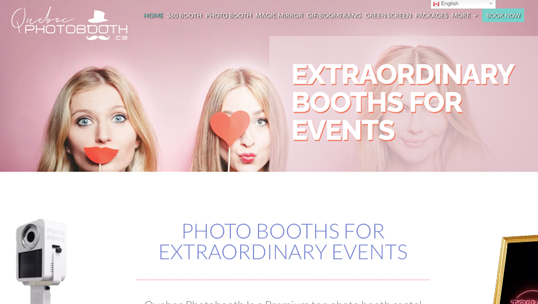 English
Quebec
PHOTOBOOTH
.ca
HOME 360 BOOTH PHOTO BOOTH MAGIC MIRROR GIF/BOOMERANG GREEN SCREEN PACKAGES MORE BOOK NOW
EXTRAORDINARY
BOOTHS FOR
EVENTS
PHOTO BOOTHS FOR
EXTRAORDINARY EVENTS
Quebec Photobooth Is a Premium top photo booth rental